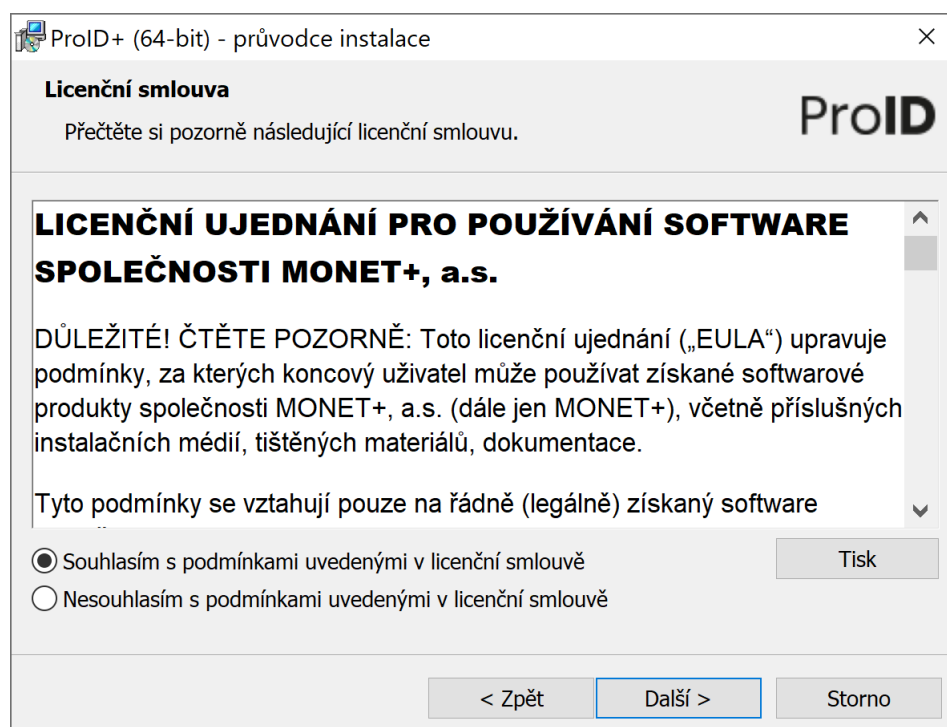 ProID+ (64-bit) - průvodce instalace
Licenční smlouva
Přečtěte si pozorně následující licenční smlouvu.
ProID
LICENČNÍ UJEDNÁNÍ PRO POUŽÍVÁNÍ SOFTWARE
SPOLEČNOSTI MONET+, a.s.
DŮLEŽITÉ! ČTĚTE POZORNĚ: Toto licenční ujednání („EULA“) upravuje
podmínky, za kterých koncový uživatel může používat získané softwarové
produkty společnosti MONET+, a.s. (dále jen MONET+), včetně příslušných
instalačních médií, tištěných materiálů, dokumentace.
Tyto podmínky se vztahují pouze na řádně (legálně) získaný software
Souhlasím s podmínkami uvedenými v licenční smlouvě
Tisk
Nesouhlasím s podmínkami uvedenými v licenční smlouvě
< Zpět
Další >
Storno